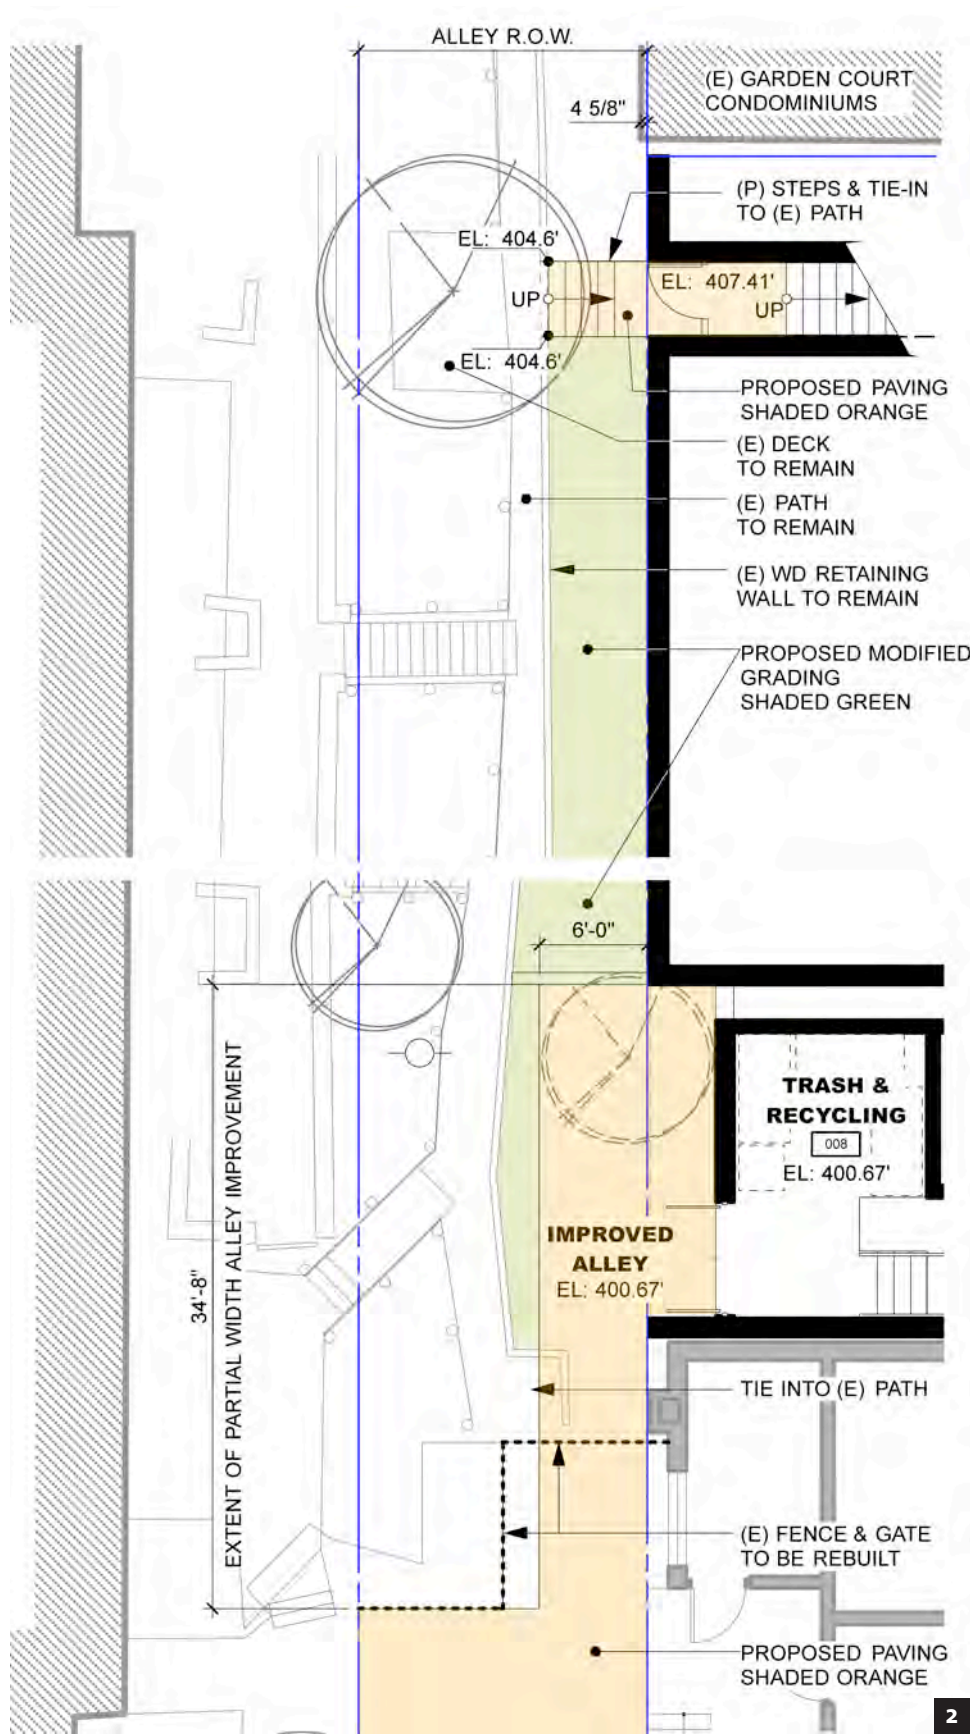 ALLEY R.O.W.
(E) GARDEN COURT
CONDOMINIUMS
4 5/8"
(P) STEPS & TIE-IN
TO (E) PATH
EL: 404.6'
EL: 407.41'
UP
UP
EL: 404.6'
PROPOSED PAVING
SHADED ORANGE
(E) DECK
TO REMAIN
(E) PATH
TO REMAIN
(E) WD RETAINING
WALL TO REMAIN
PROPOSED MODIFIED
GRADING
SHADED GREEN
6'-0"
34'-8"
EXTENT OF PARTIAL WIDTH ALLEY IMPROVEMENT
TRASH &
RECYCLING
008
EL: 400.67'
IMPROVED
ALLEY
EL: 400.67'
TIE INTO (E) PATH
(E) FENCE & GATE
TO BE REBUILT
PROPOSED PAVING
SHADED ORANGE
2